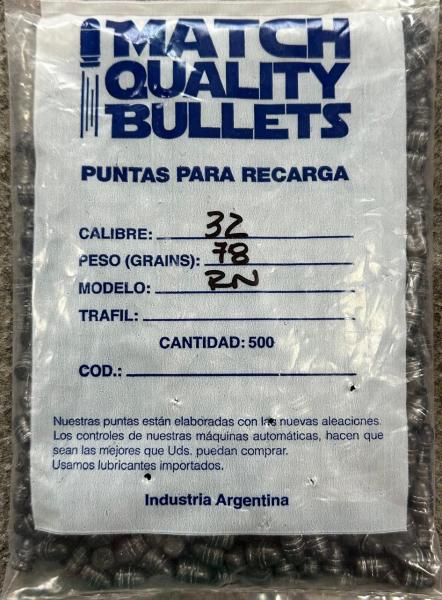 MATCH
QUALITY
BULLETS
PUNTAS PARA RECARGA
CALIBRE: 32
PESO (GRAINS): 78
MODELO: RN
TRAFIL:
CANTIDAD: 500
COD.:
Nuestras puntas están elaboradas con las nuevas aleaciones.
Los controles de nuestras máquinas automáticas, hacen que
sean las mejores que Uds. puedan comprar.
Usamos lubricantes importados.
Industria Argentina